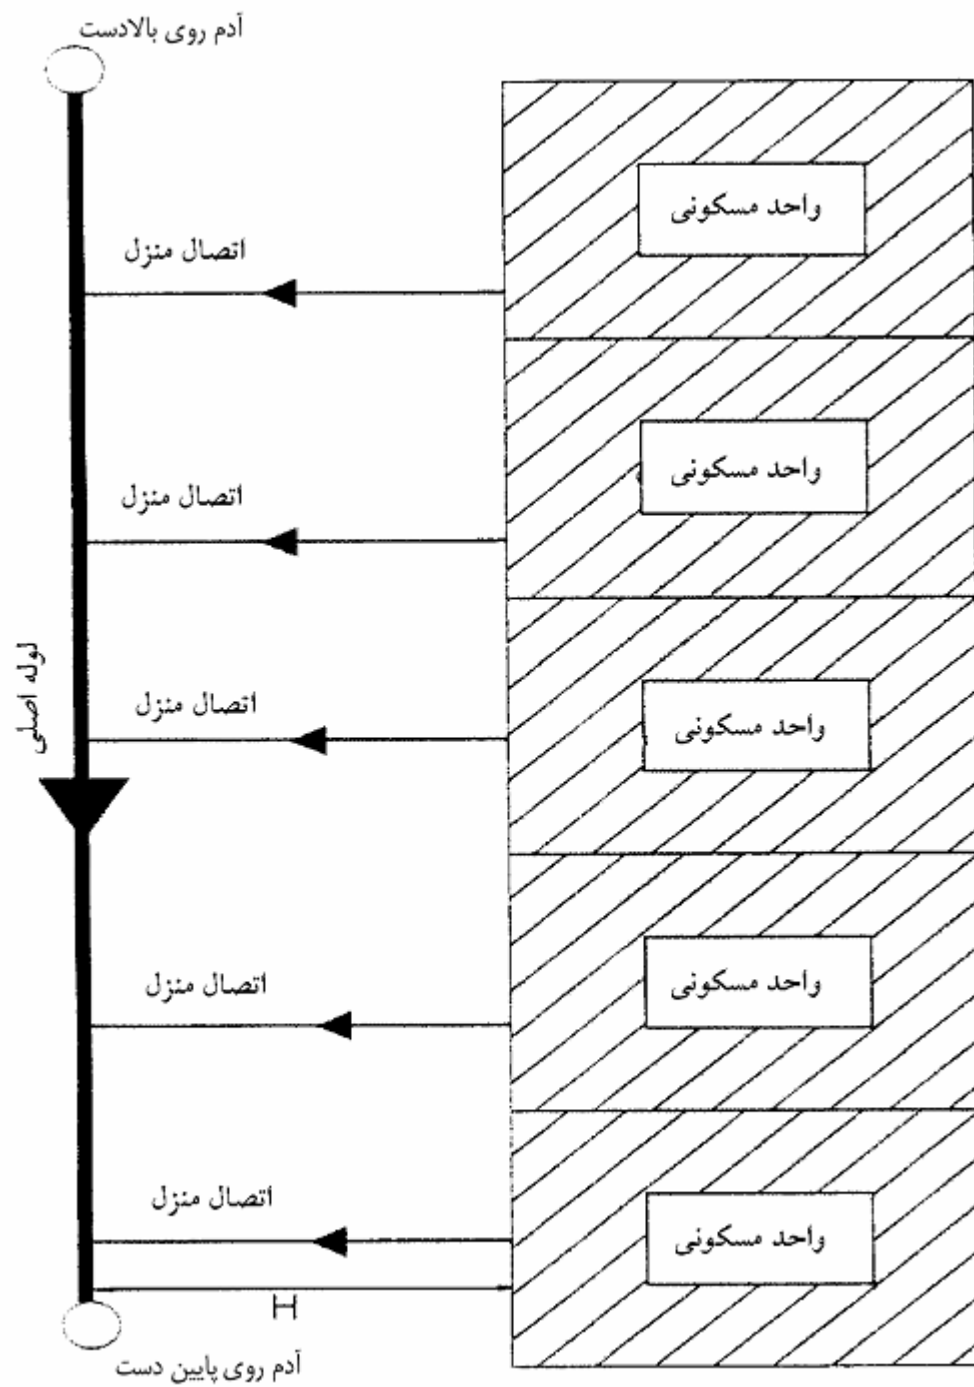 آدم روی بالادست
واحد مسکونی
اتصال منزل
واحد مسکونی
اتصال منزل
لوله اصلی
واحد مسکونی
اتصال منزل
واحد مسکونی
اتصال منزل
واحد مسکونی
اتصال منزل
H
آدم روی پایین دست